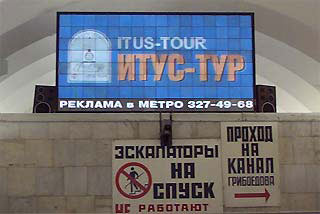 ITUS-TOUR
ИТУС-ТУР
РЕКЛАМА в МЕТРО 327-49-68
ЭСКАЛАТОРЫ
НА
СПУСК
НЕ РАБОТАЮТ
ПРОХОД
НА
КАНАЛ
ГРИБОЕДОВА